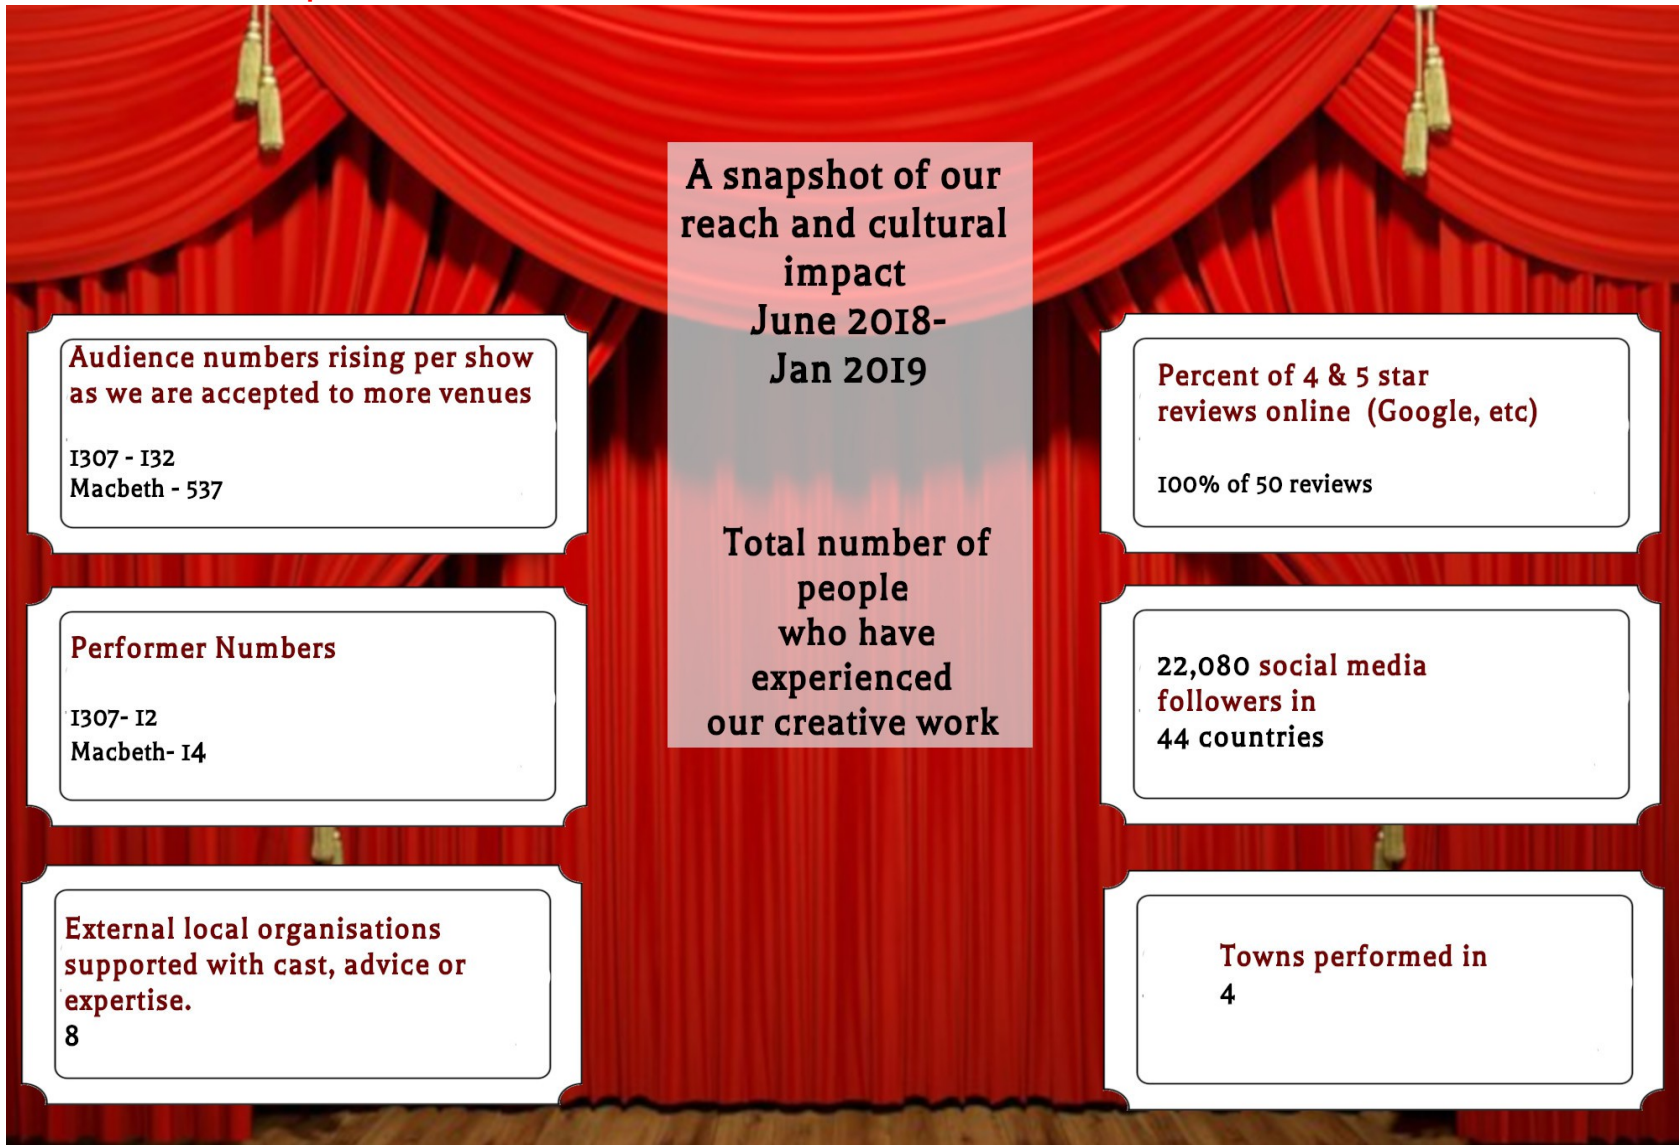 A snapshot of our
reach and cultural
impact
June 2018-
Jan 2019
Total number of
people
who have
experienced
our creative work
Audience numbers rising per show
as we are accepted to more venues
1307 - 132
Macbeth - 537
Performer Numbers
1307- 12
Macbeth- 14
External local organisations
supported with cast, advice or
expertise.
8
Percent of 4 & 5 star
reviews online (Google, etc)
100% of 50 reviews
22,080 social media
followers in
44 countries
Towns performed in
4